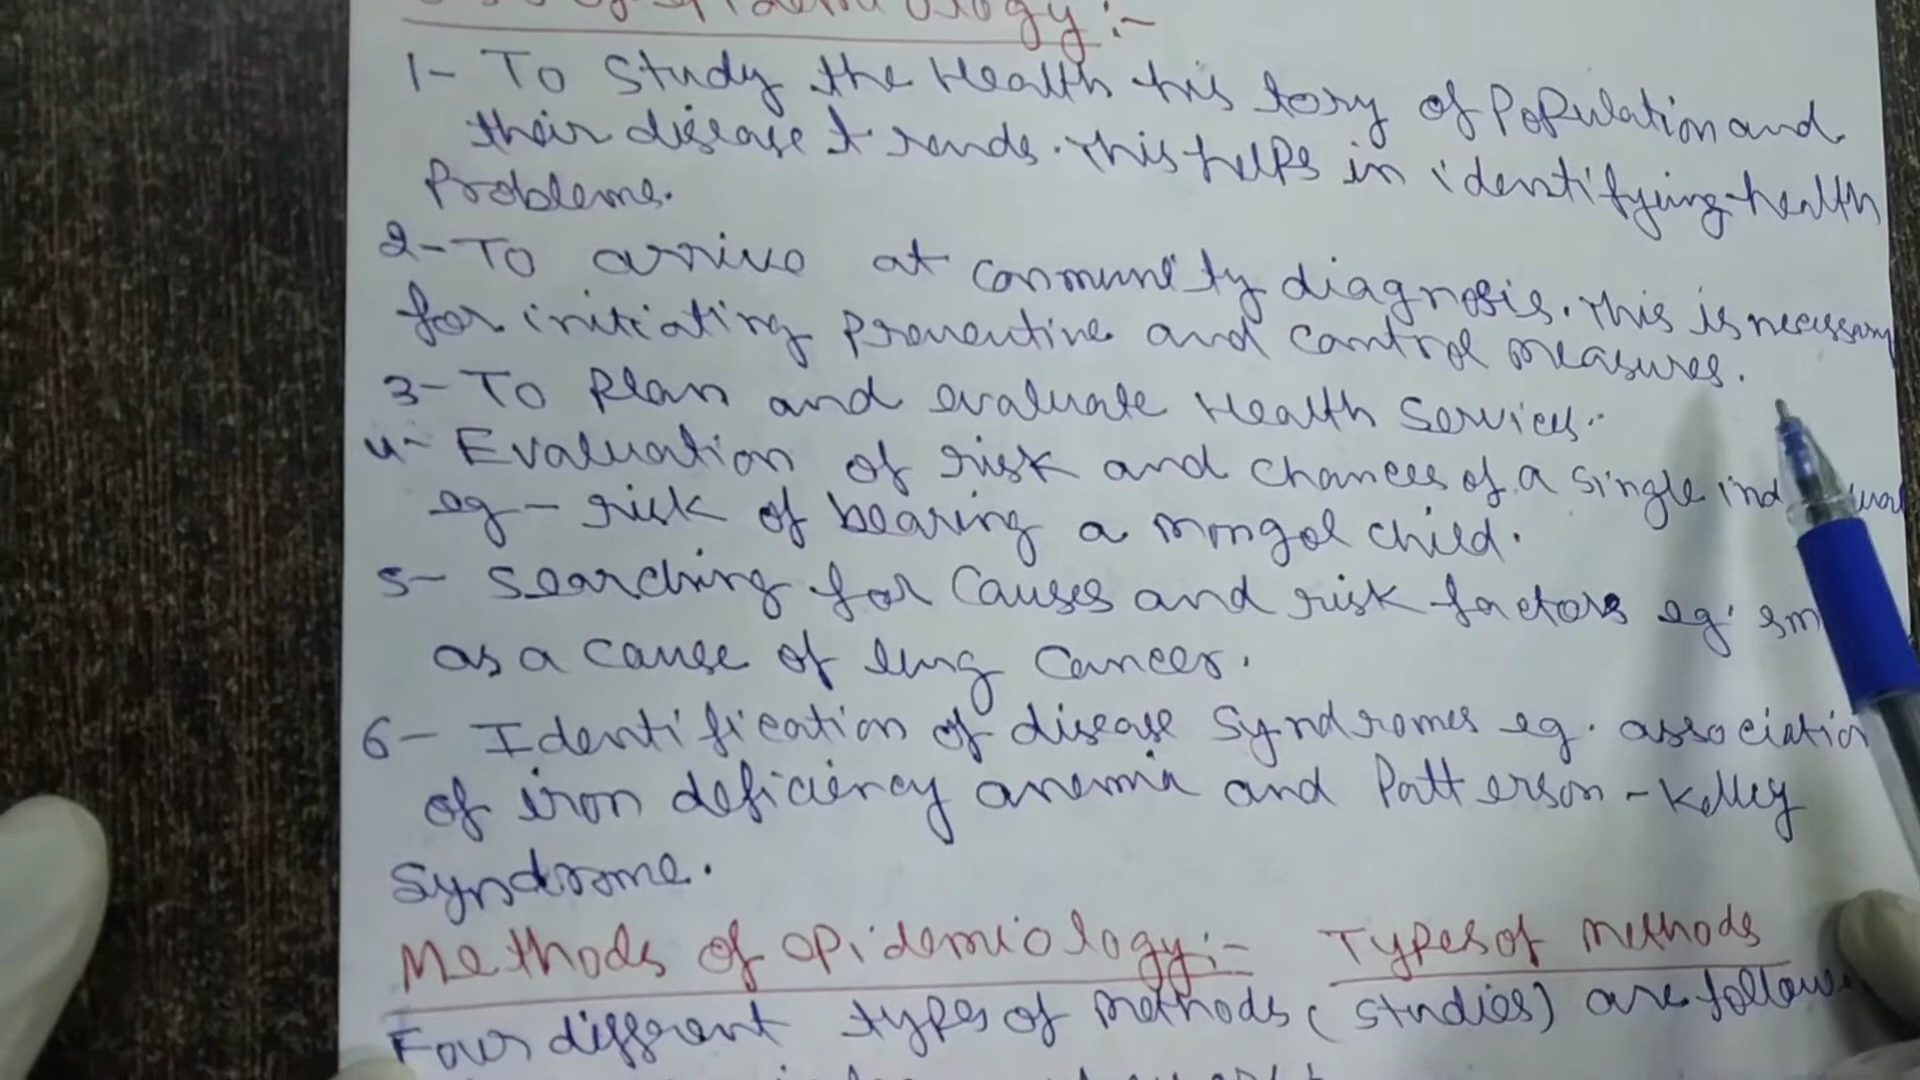 of epidemiology:-
1- To Study the Health history of Population and
their disease trends. This helps in identifying health
Problems.
2- To arrive at Community diagnosis. This is necessary
for initiating preventive and control measures.
3- To Plan and evaluate Health Services.
4- Evaluation of risk and chances of a single
eg - risk of bearing a mongol child.
5- Searching for Causes and risk factors eg.
as a cause of lung cancer.
6- Identification of disease Syndromes eg. association
of iron deficiency anemia and Patterson-Kelley
Syndrome.
Methods of epidemiology:- Types of methods
Four different types of Methods (studies) are follow